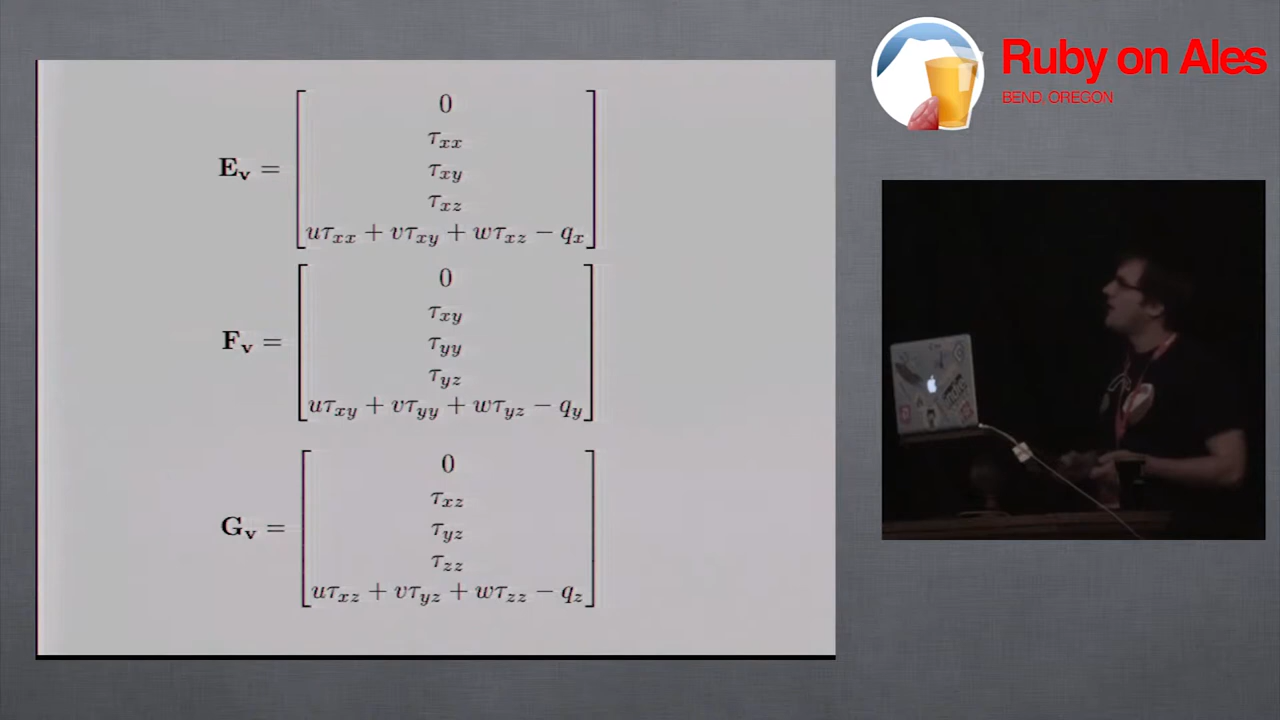 Ruby on Ales
BEND, OREGON
E_v = [
0
τ_xx
τ_xy
τ_xz
uτ_xx + vτ_xy + wτ_xz − q_x
]
F_v = [
0
τ_xy
τ_yy
τ_yz
uτ_xy + vτ_yy + wτ_yz − q_y
]
G_v = [
0
τ_xz
τ_yz
τ_zz
uτ_xz + vτ_yz + wτ_zz − q_z
]